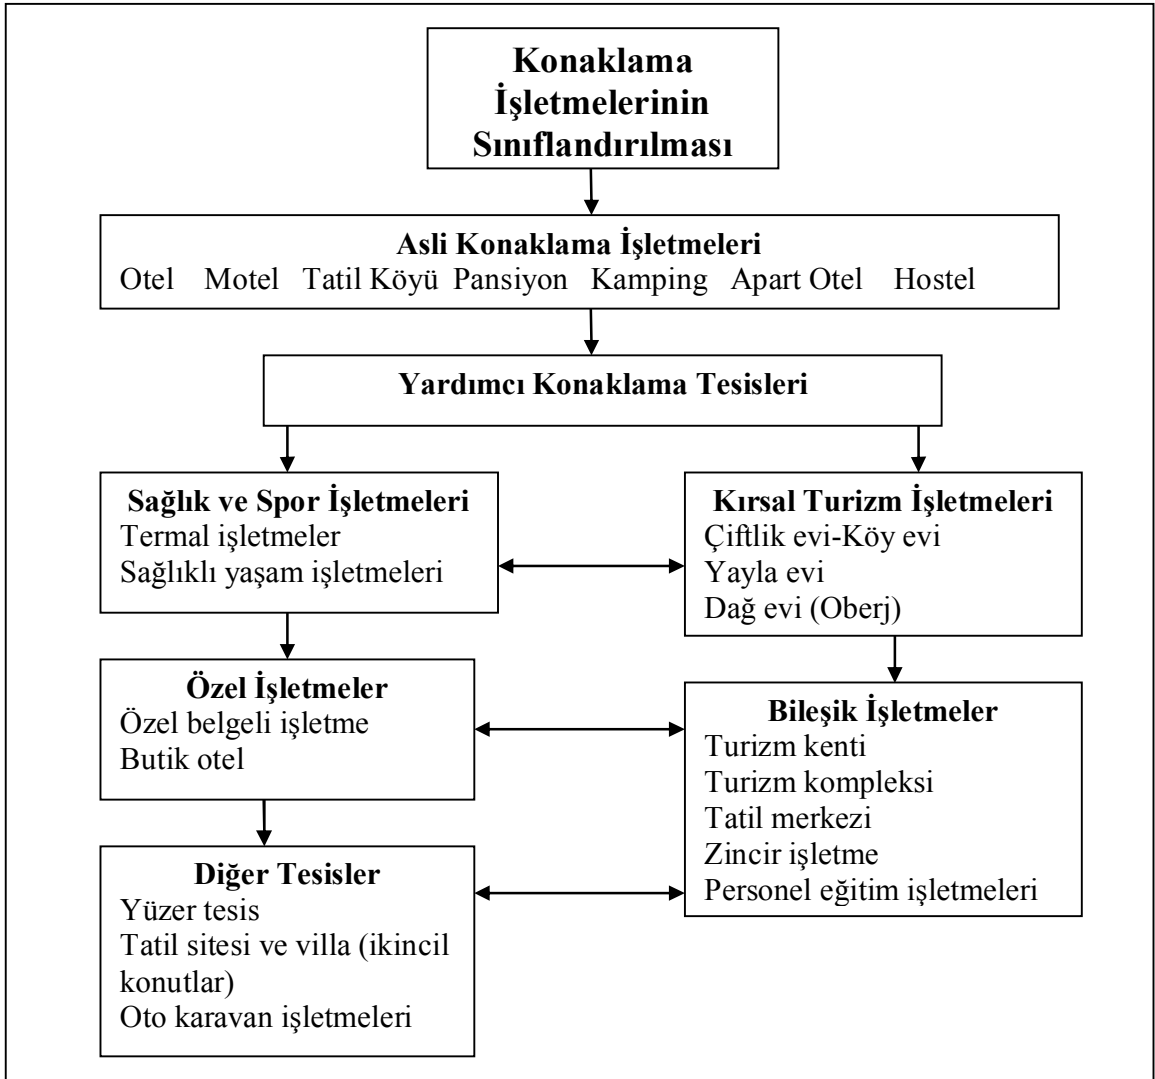 Konaklama
İşletmelerinin
Sınıflandırılması
Asli Konaklama İşletmeleri
Otel Motel Tatil Köyü Pansiyon Kamping Apart Otel Hostel
Yardımcı Konaklama Tesisleri
Sağlık ve Spor İşletmeleri
Termal işletmeler
Sağlıklı yaşam işletmeleri
Kırsal Turizm İşletmeleri
Çiftlik evi-Köy evi
Yayla evi
Dağ evi (Oberj)
Özel İşletmeler
Özel belgeli işletme
Butik otel
Bileşik İşletmeler
Turizm kenti
Turizm kompleksi
Tatil merkezi
Zincir işletme
Personel eğitim işletmeleri
Diğer Tesisler
Yüzer tesis
Tatil sitesi ve villa (ikincil
konutlar)
Oto karavan işletmeleri